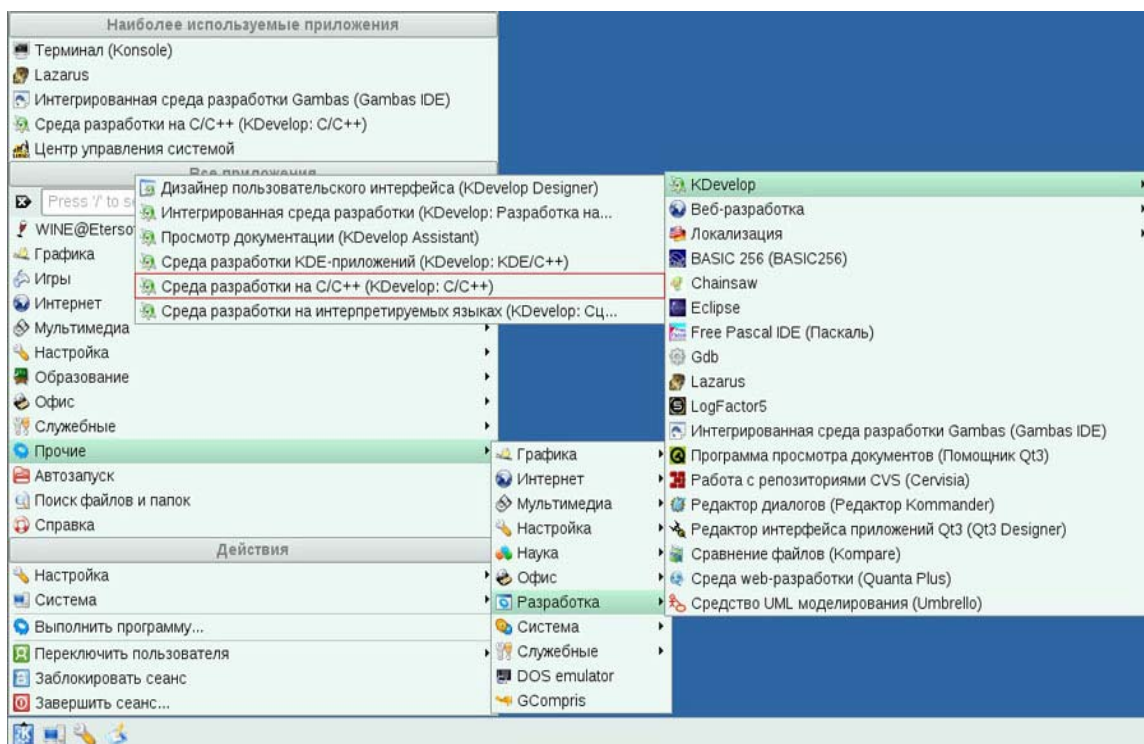 Наиболее используемые приложения
Терминал (Konsole)
Lazarus
Интегрированная среда разработки Gambas (Gambas IDE)
Среда разработки на C/C++ (KDevelop: C/C++)
Центр управления системой
Все приложения
Press '/' to s
WINE@Eterso
Графика
Игры
Интернет
Мультимедиа
Настройка
Образование
Офис
Служебные
Прочие
Автозапуск
Поиск файлов и папок
Справка
Действия
Настройка
Система
Выполнить программу...
Переключить пользователя
Заблокировать сеанс
Завершить сеанс...
Графика
Интернет
Мультимедиа
Настройка
Наука
Офис
Разработка
Система
Служебные
DOS emulator
GCompris
KDevelop
Веб-разработка
Локализация
BASIC 256 (BASIC256)
Chainsaw
Eclipse
Free Pascal IDE (Паскаль)
Gdb
Lazarus
LogFactor5
Интегрированная среда разработки Gambas (Gambas IDE)
Программа просмотра документов (Помощник Qt3)
Работа с репозиториями CVS (Cervisia)
Редактор диалогов (Редактор Kommander)
Редактор интерфейса приложений Qt3 (Qt3 Designer)
Сравнение файлов (Kompare)
Среда web-разработки (Quanta Plus)
Средство UML моделирования (Umbrello)
Дизайнер пользовательского интерфейса (KDevelop Designer)
Интегрированная среда разработки (KDevelop: Разработка на...
Просмотр документации (KDevelop Assistant)
Среда разработки KDE-приложений (KDevelop: KDE/C++)
Среда разработки на C/C++ (KDevelop: C/C++)
Среда разработки на интерпретируемых языках (KDevelop: Сц...